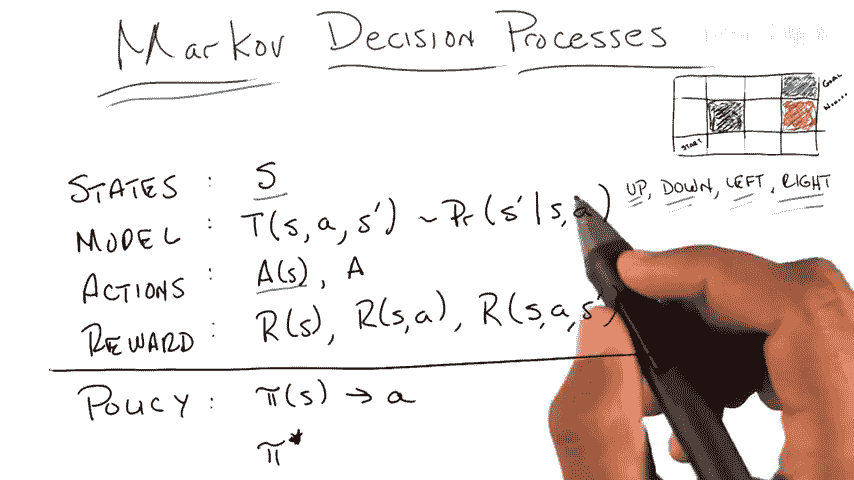 Markov Decision Processes
GOAL
START
UP, DOWN, LEFT, RIGHT
STATES : S
MODEL : T(s, a, s') ~ Pr(s' | s, a)
ACTIONS : A(s), A
REWARD : R(s), R(s,a), R(s,a,s')
POLICY : π(s) → a
π*